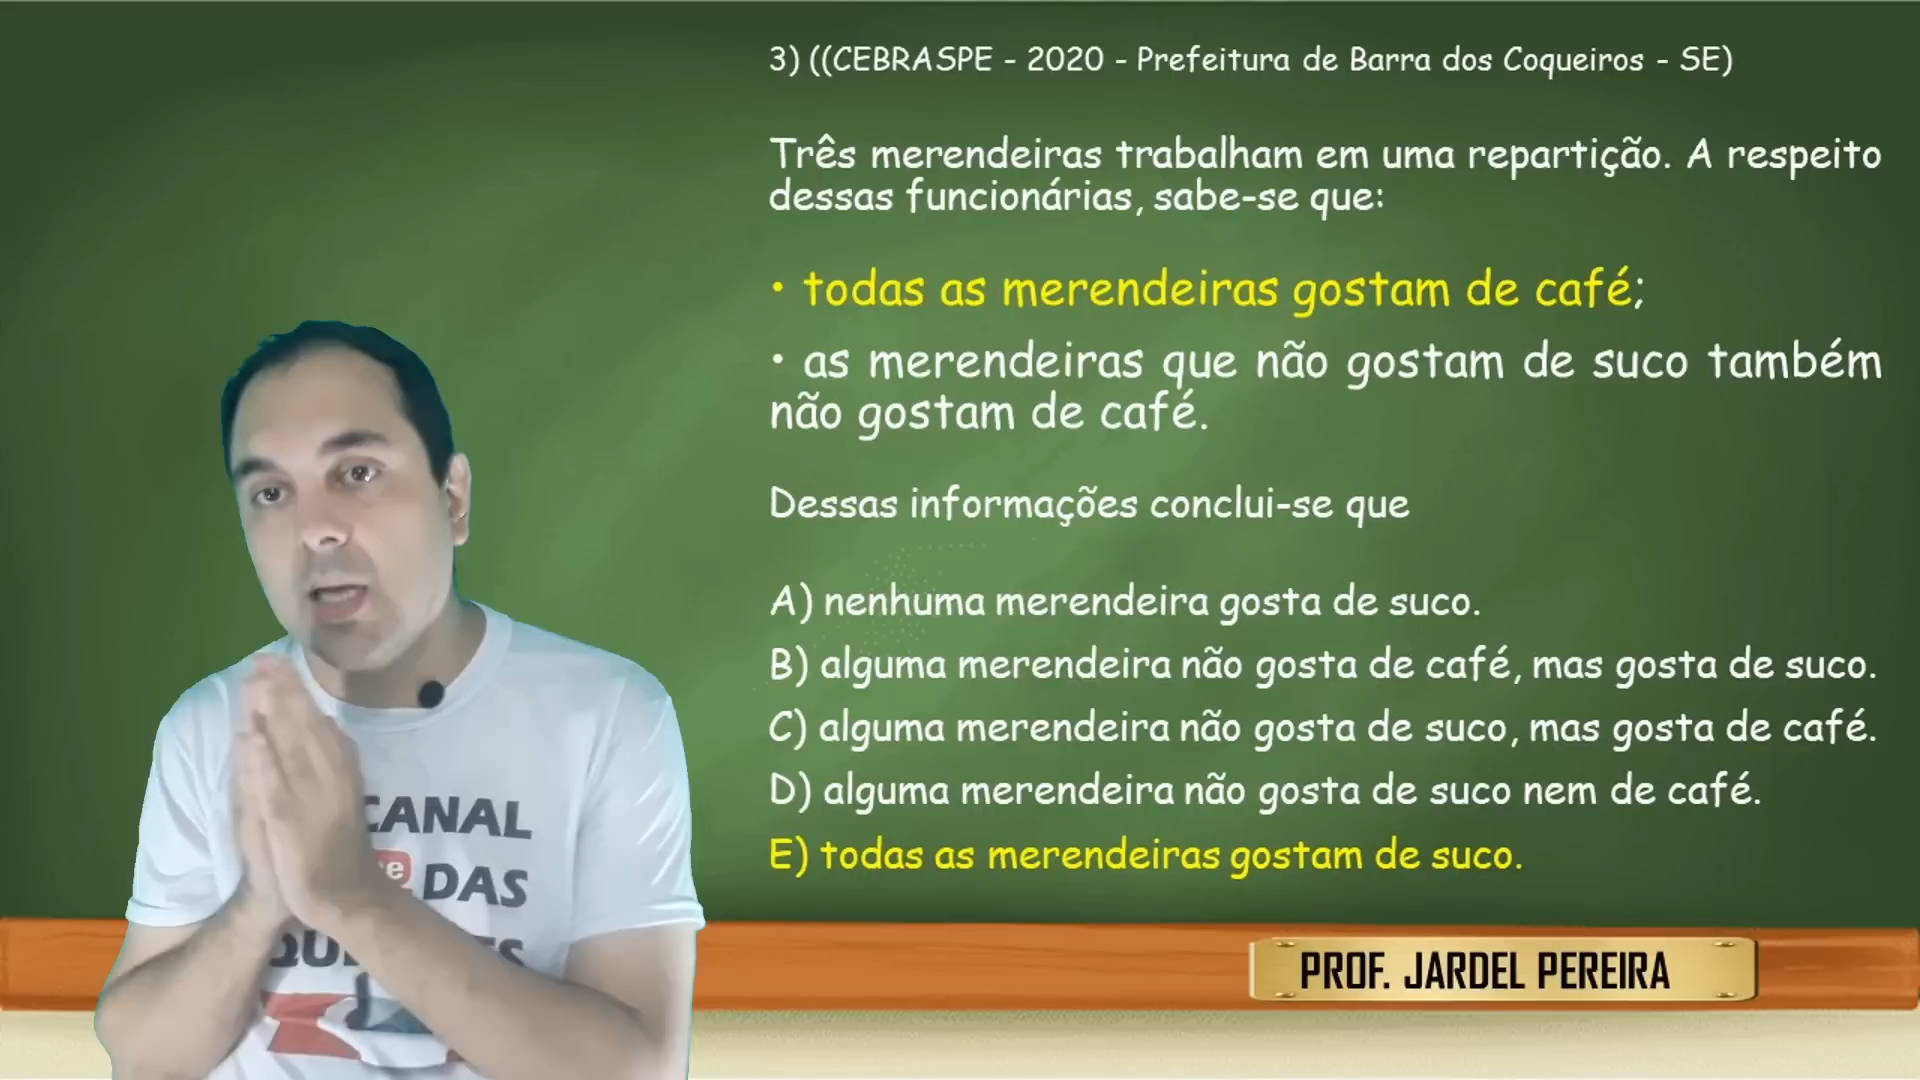 3) ((CEBRASPE - 2020 - Prefeitura de Barra dos Coqueiros - SE)
Três merendeiras trabalham em uma repartição. A respeito
dessas funcionárias, sabe-se que:
• todas as merendeiras gostam de café;
• as merendeiras que não gostam de suco também
não gostam de café.
Dessas informações conclui-se que
A) nenhuma merendeira gosta de suco.
B) alguma merendeira não gosta de café, mas gosta de suco.
C) alguma merendeira não gosta de suco, mas gosta de café.
D) alguma merendeira não gosta de suco nem de café.
E) todas as merendeiras gostam de suco.
CANAL
DAS
PROF. JARDEL PEREIRA